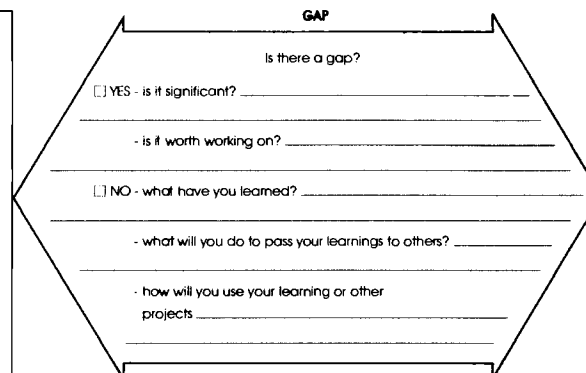 GAP
Is there a gap?
☐ YES - is it significant?
- is it worth working on?
☐ NO - what have you learned?
- what will you do to pass your learnings to others?
- how will you use your learning or other
projects